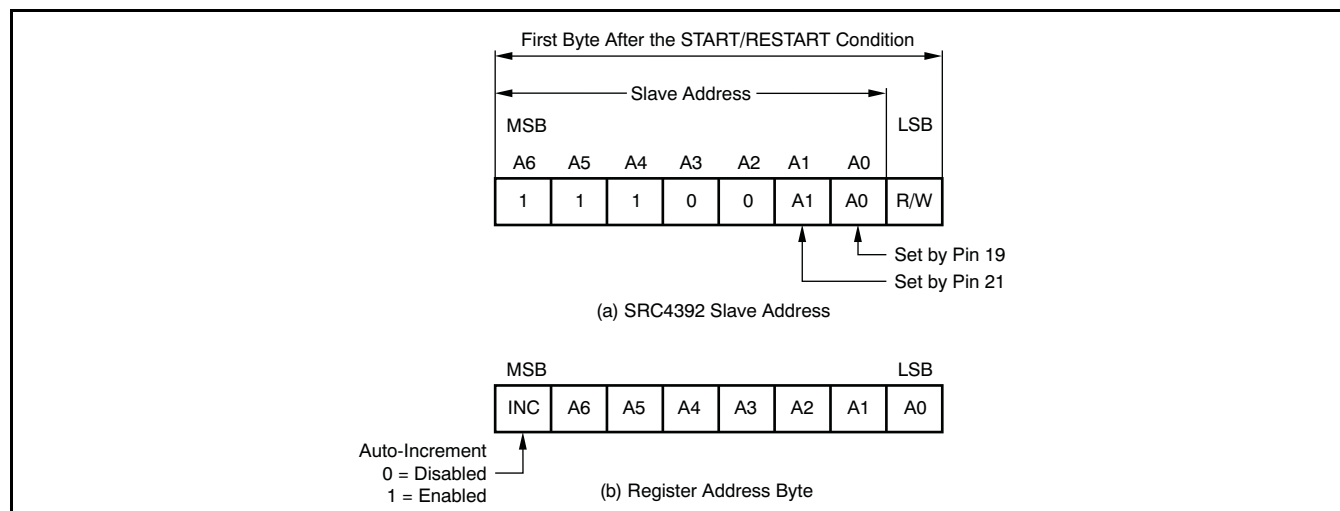 First Byte After the START/RESTART Condition
Slave Address
MSB LSB
A6 A5 A4 A3 A2 A1 A0
1 1 1 0 0 A1 A0 R/W
Set by Pin 19
Set by Pin 21
(a) SRC4392 Slave Address
MSB LSB
INC A6 A5 A4 A3 A2 A1 A0
Auto-Increment
0 = Disabled
1 = Enabled
(b) Register Address Byte